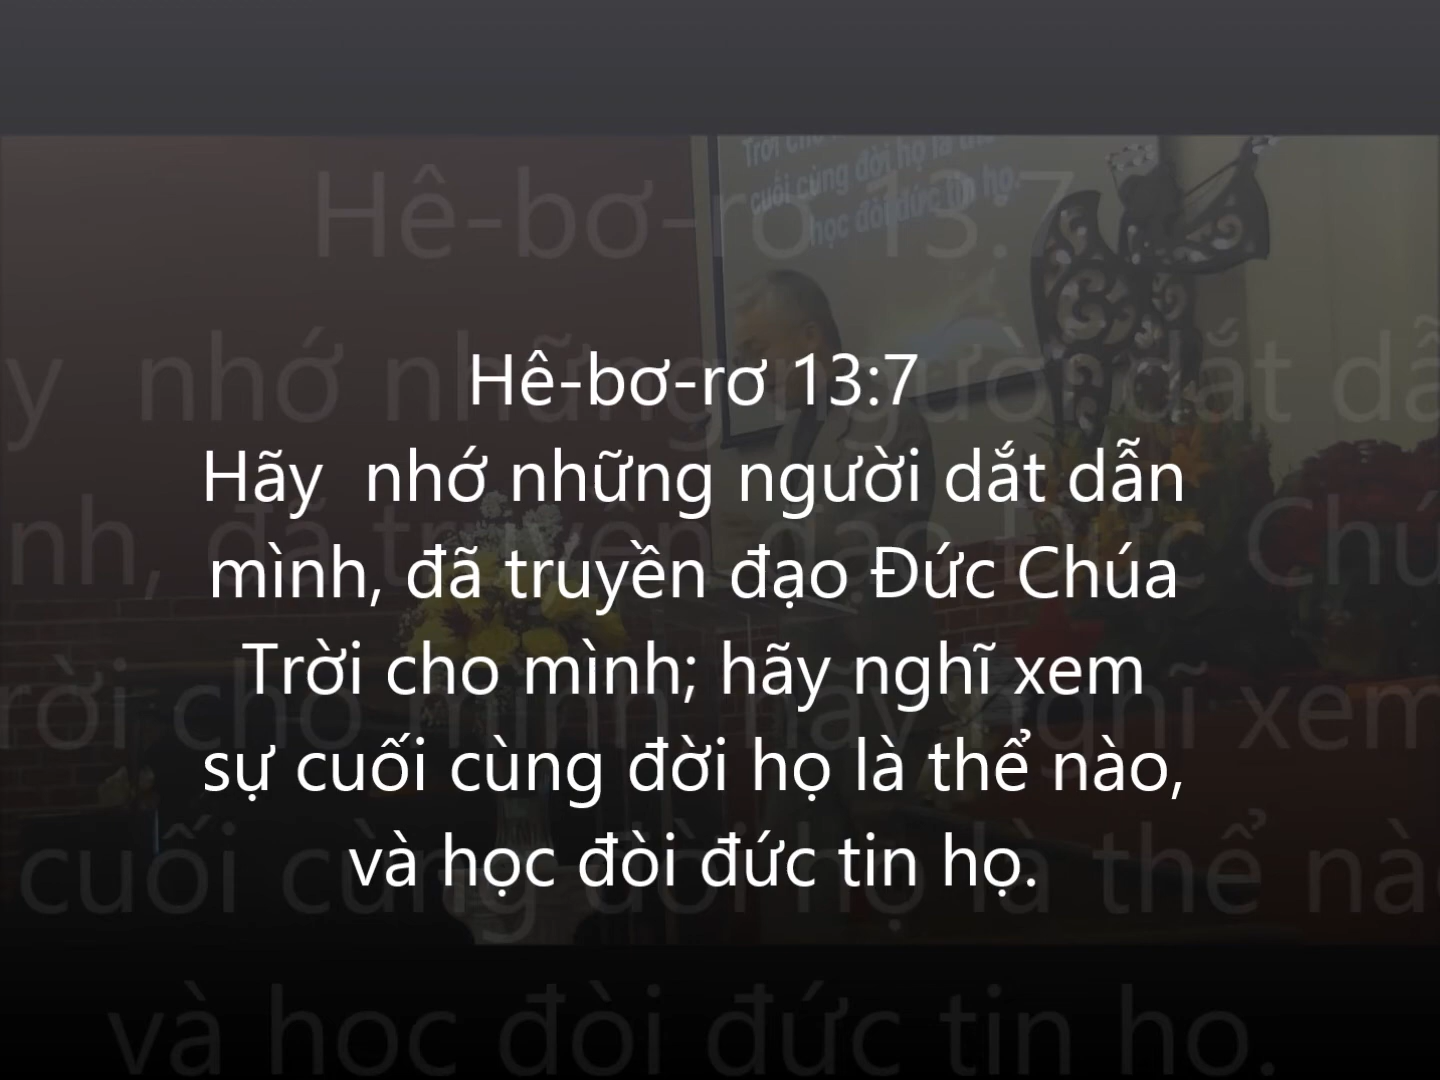 Hê-bơ-rơ 13:7
Hãy  nhớ những người dắt dẫn
mình, đã truyền đạo Đức Chúa
Trời cho mình; hãy nghĩ xem
sự cuối cùng đời họ là thể nào,
và học đòi đức tin họ.